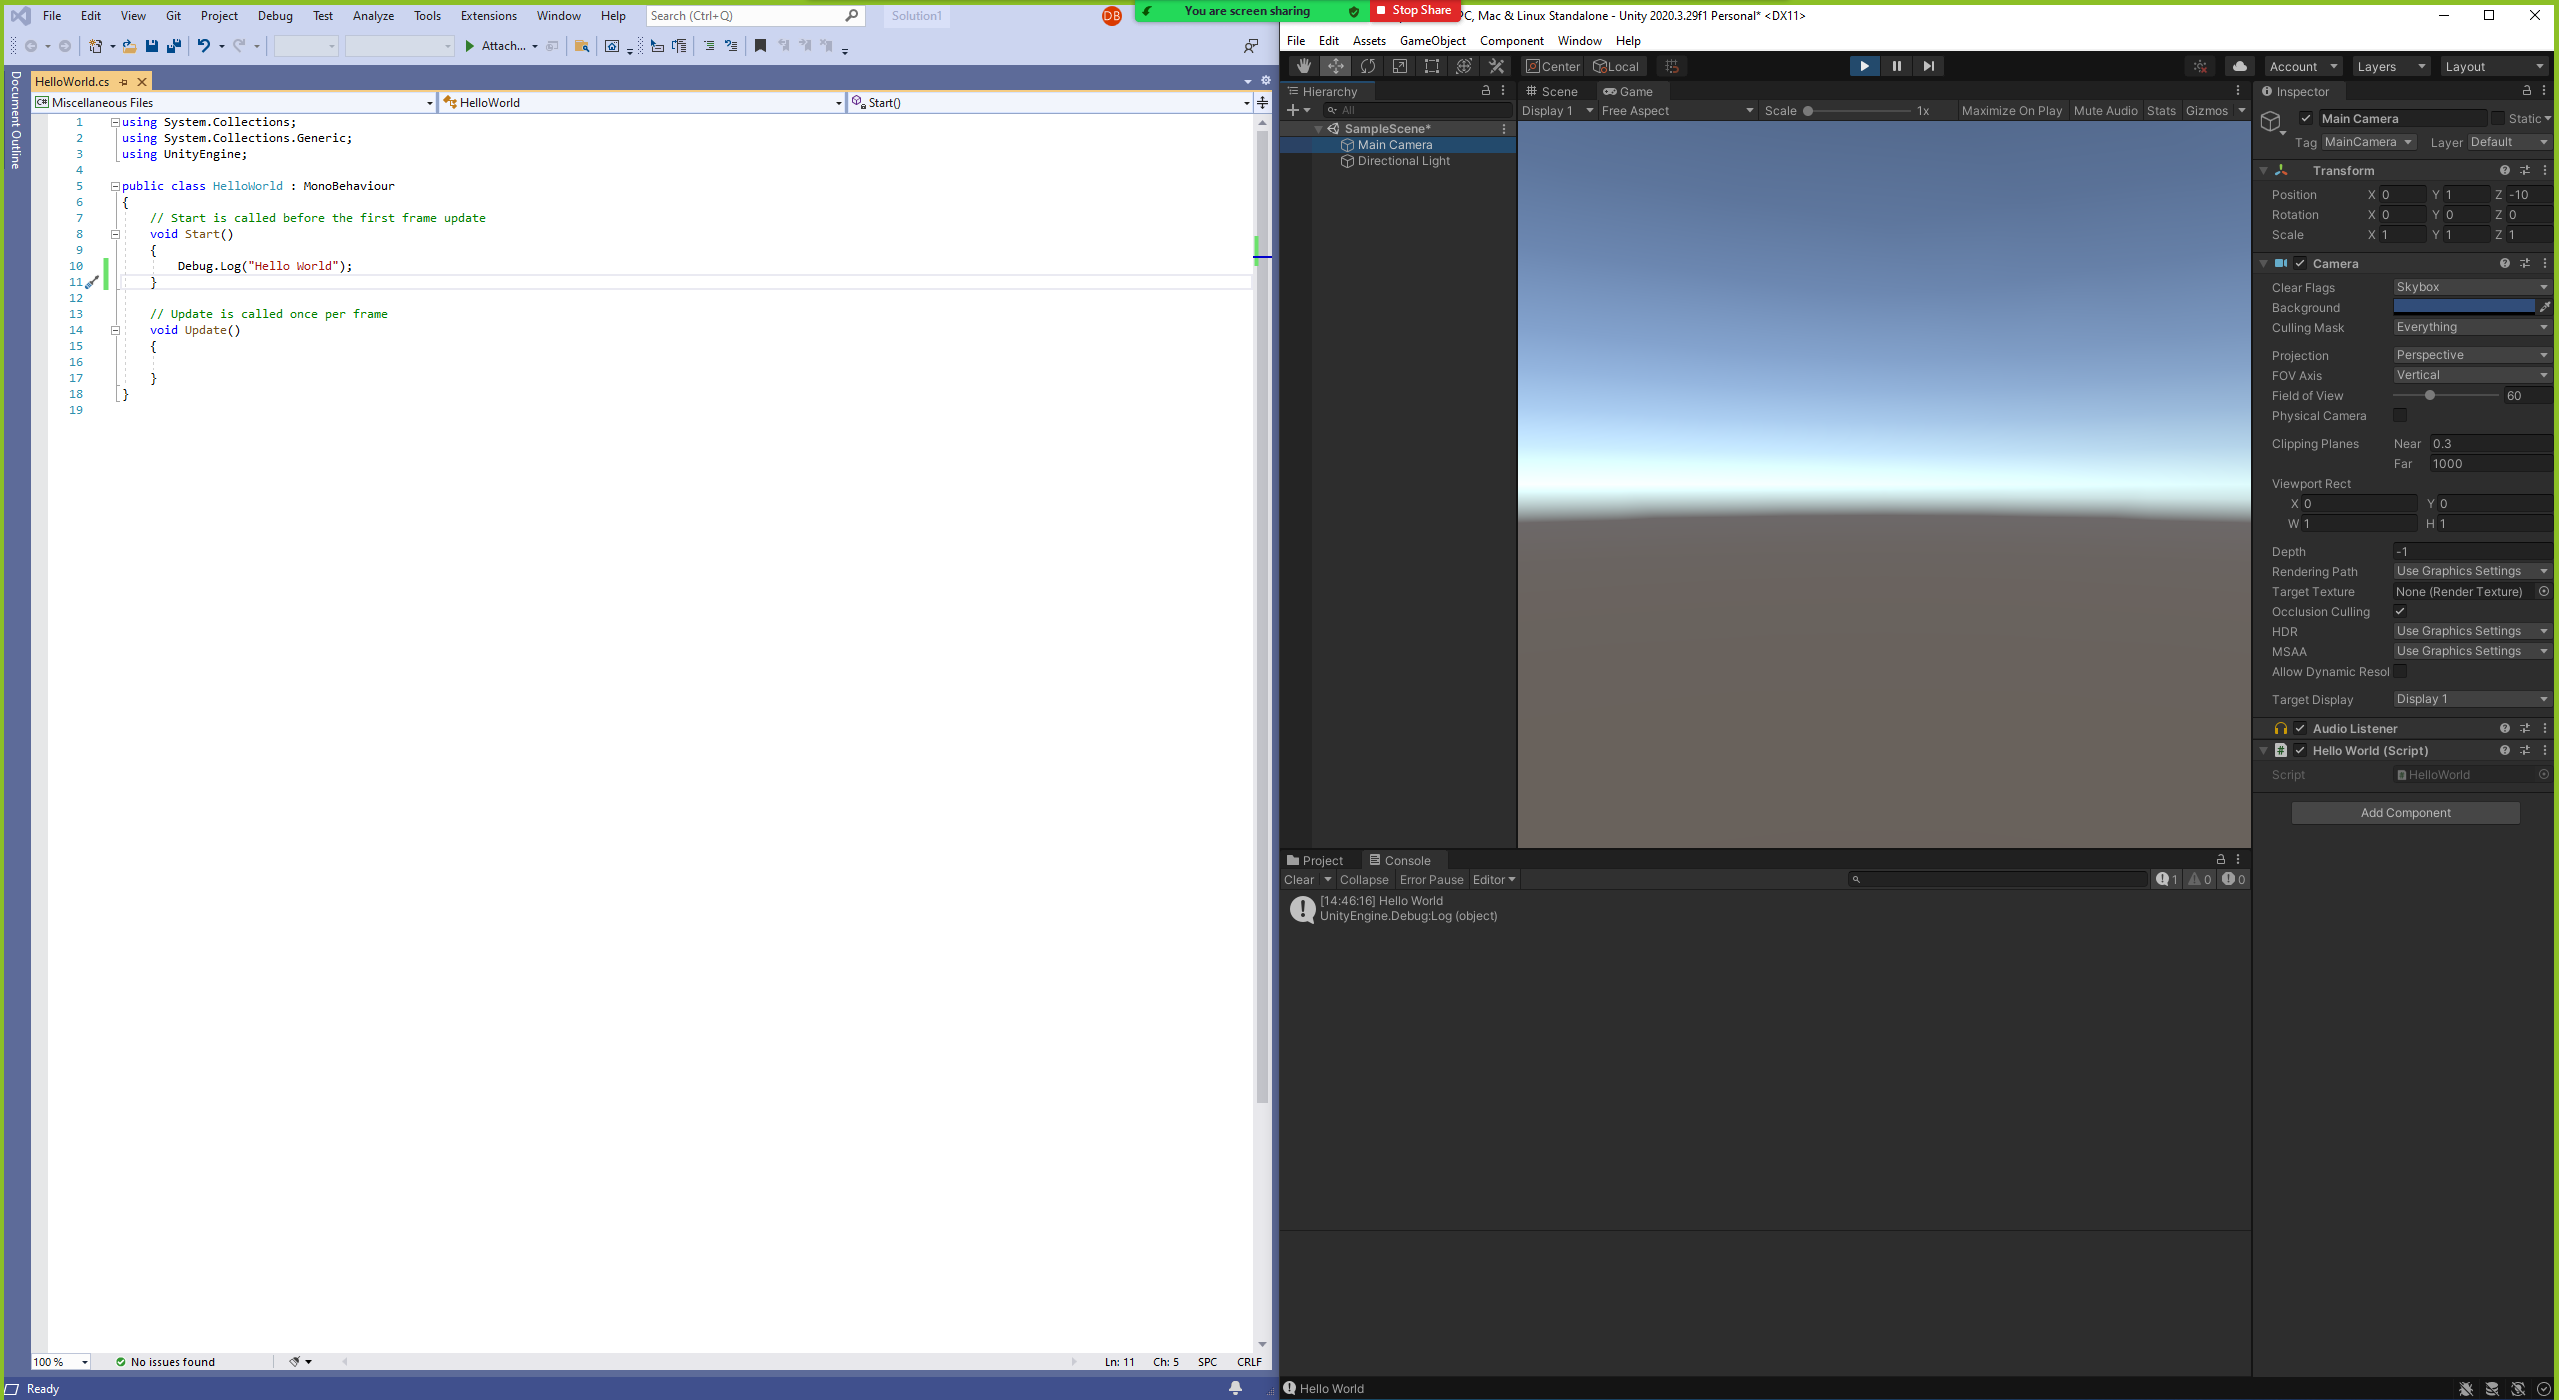 File Edit View Git Project Debug Test Analyze Tools Extensions Window Help Search (Ctrl+Q) Solution1 DB
You are screen sharing Stop Share
Attach...
Document Outline
HelloWorld.cs
Miscellaneous Files HelloWorld Start()
1 using System.Collections;
2 using System.Collections.Generic;
3 using UnityEngine;
4
5 public class HelloWorld : MonoBehaviour
6 {
7 // Start is called before the first frame update
8 void Start()
9 {
10 Debug.Log("Hello World");
11 }
12
13 // Update is called once per frame
14 void Update()
15 {
16
17 }
18 }
19
100 % No issues found Ln: 11 Ch: 5 SPC CRLF
Ready
PC, Mac & Linux Standalone - Unity 2020.3.29f1 Personal* <DX11>
File Edit Assets GameObject Component Window Help
Center Local Account Layers Layout
Hierarchy
All
SampleScene*
Main Camera
Directional Light
Scene Game
Display 1 Free Aspect Scale 1x Maximize On Play Mute Audio Stats Gizmos
Project Console
Clear Collapse Error Pause Editor 1 0 0
[14:46:16] Hello World
UnityEngine.Debug:Log (object)
Hello World
Inspector
Main Camera Static
Tag MainCamera Layer Default
Transform
Position X 0 Y 1 Z -10
Rotation X 0 Y 0 Z 0
Scale X 1 Y 1 Z 1
Camera
Clear Flags Skybox
Background
Culling Mask Everything
Projection Perspective
FOV Axis Vertical
Field of View 60
Physical Camera
Clipping Planes Near 0.3
Far 1000
Viewport Rect
X 0 Y 0
W 1 H 1
Depth -1
Rendering Path Use Graphics Settings
Target Texture None (Render Texture)
Occlusion Culling
HDR Use Graphics Settings
MSAA Use Graphics Settings
Allow Dynamic Resol
Target Display Display 1
Audio Listener
Hello World (Script)
Script HelloWorld
Add Component